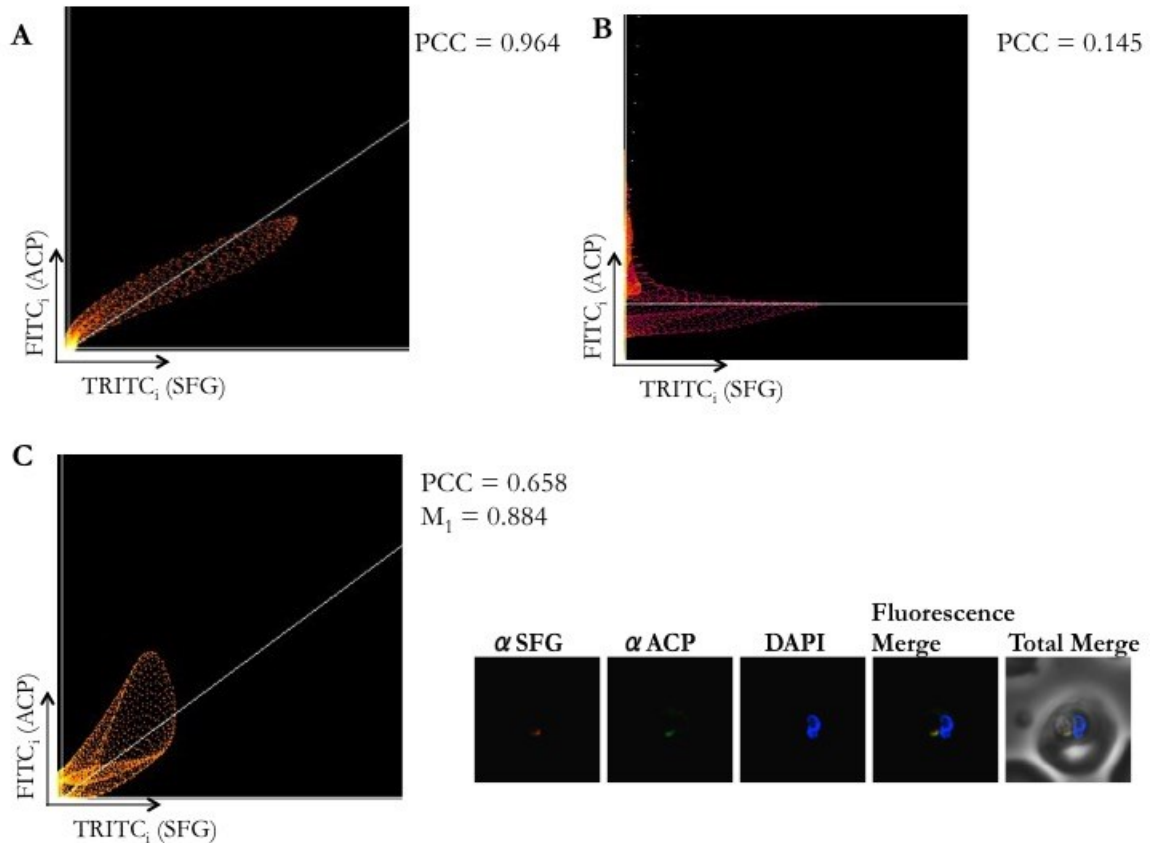 A
PCC = 0.964
FITCi (ACP)
TRITCi (SFG)
B
PCC = 0.145
FITCi (ACP)
TRITCi (SFG)
C
PCC = 0.658
M1 = 0.884
FITCi (ACP)
TRITCi (SFG)
α SFG
α ACP
DAPI
Fluorescence
Merge
Total Merge